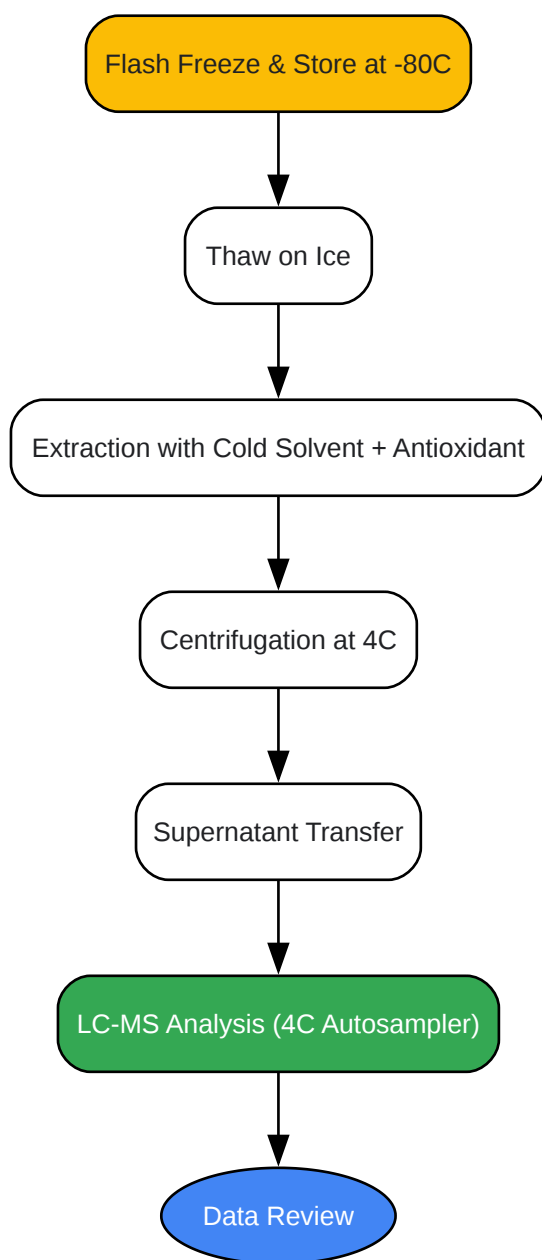 Flash Freeze & Store at -80C
Thaw on Ice
Extraction with Cold Solvent + Antioxidant
Centrifugation at 4C
Supernatant Transfer
LC-MS Analysis (4C Autosampler)
Data Review